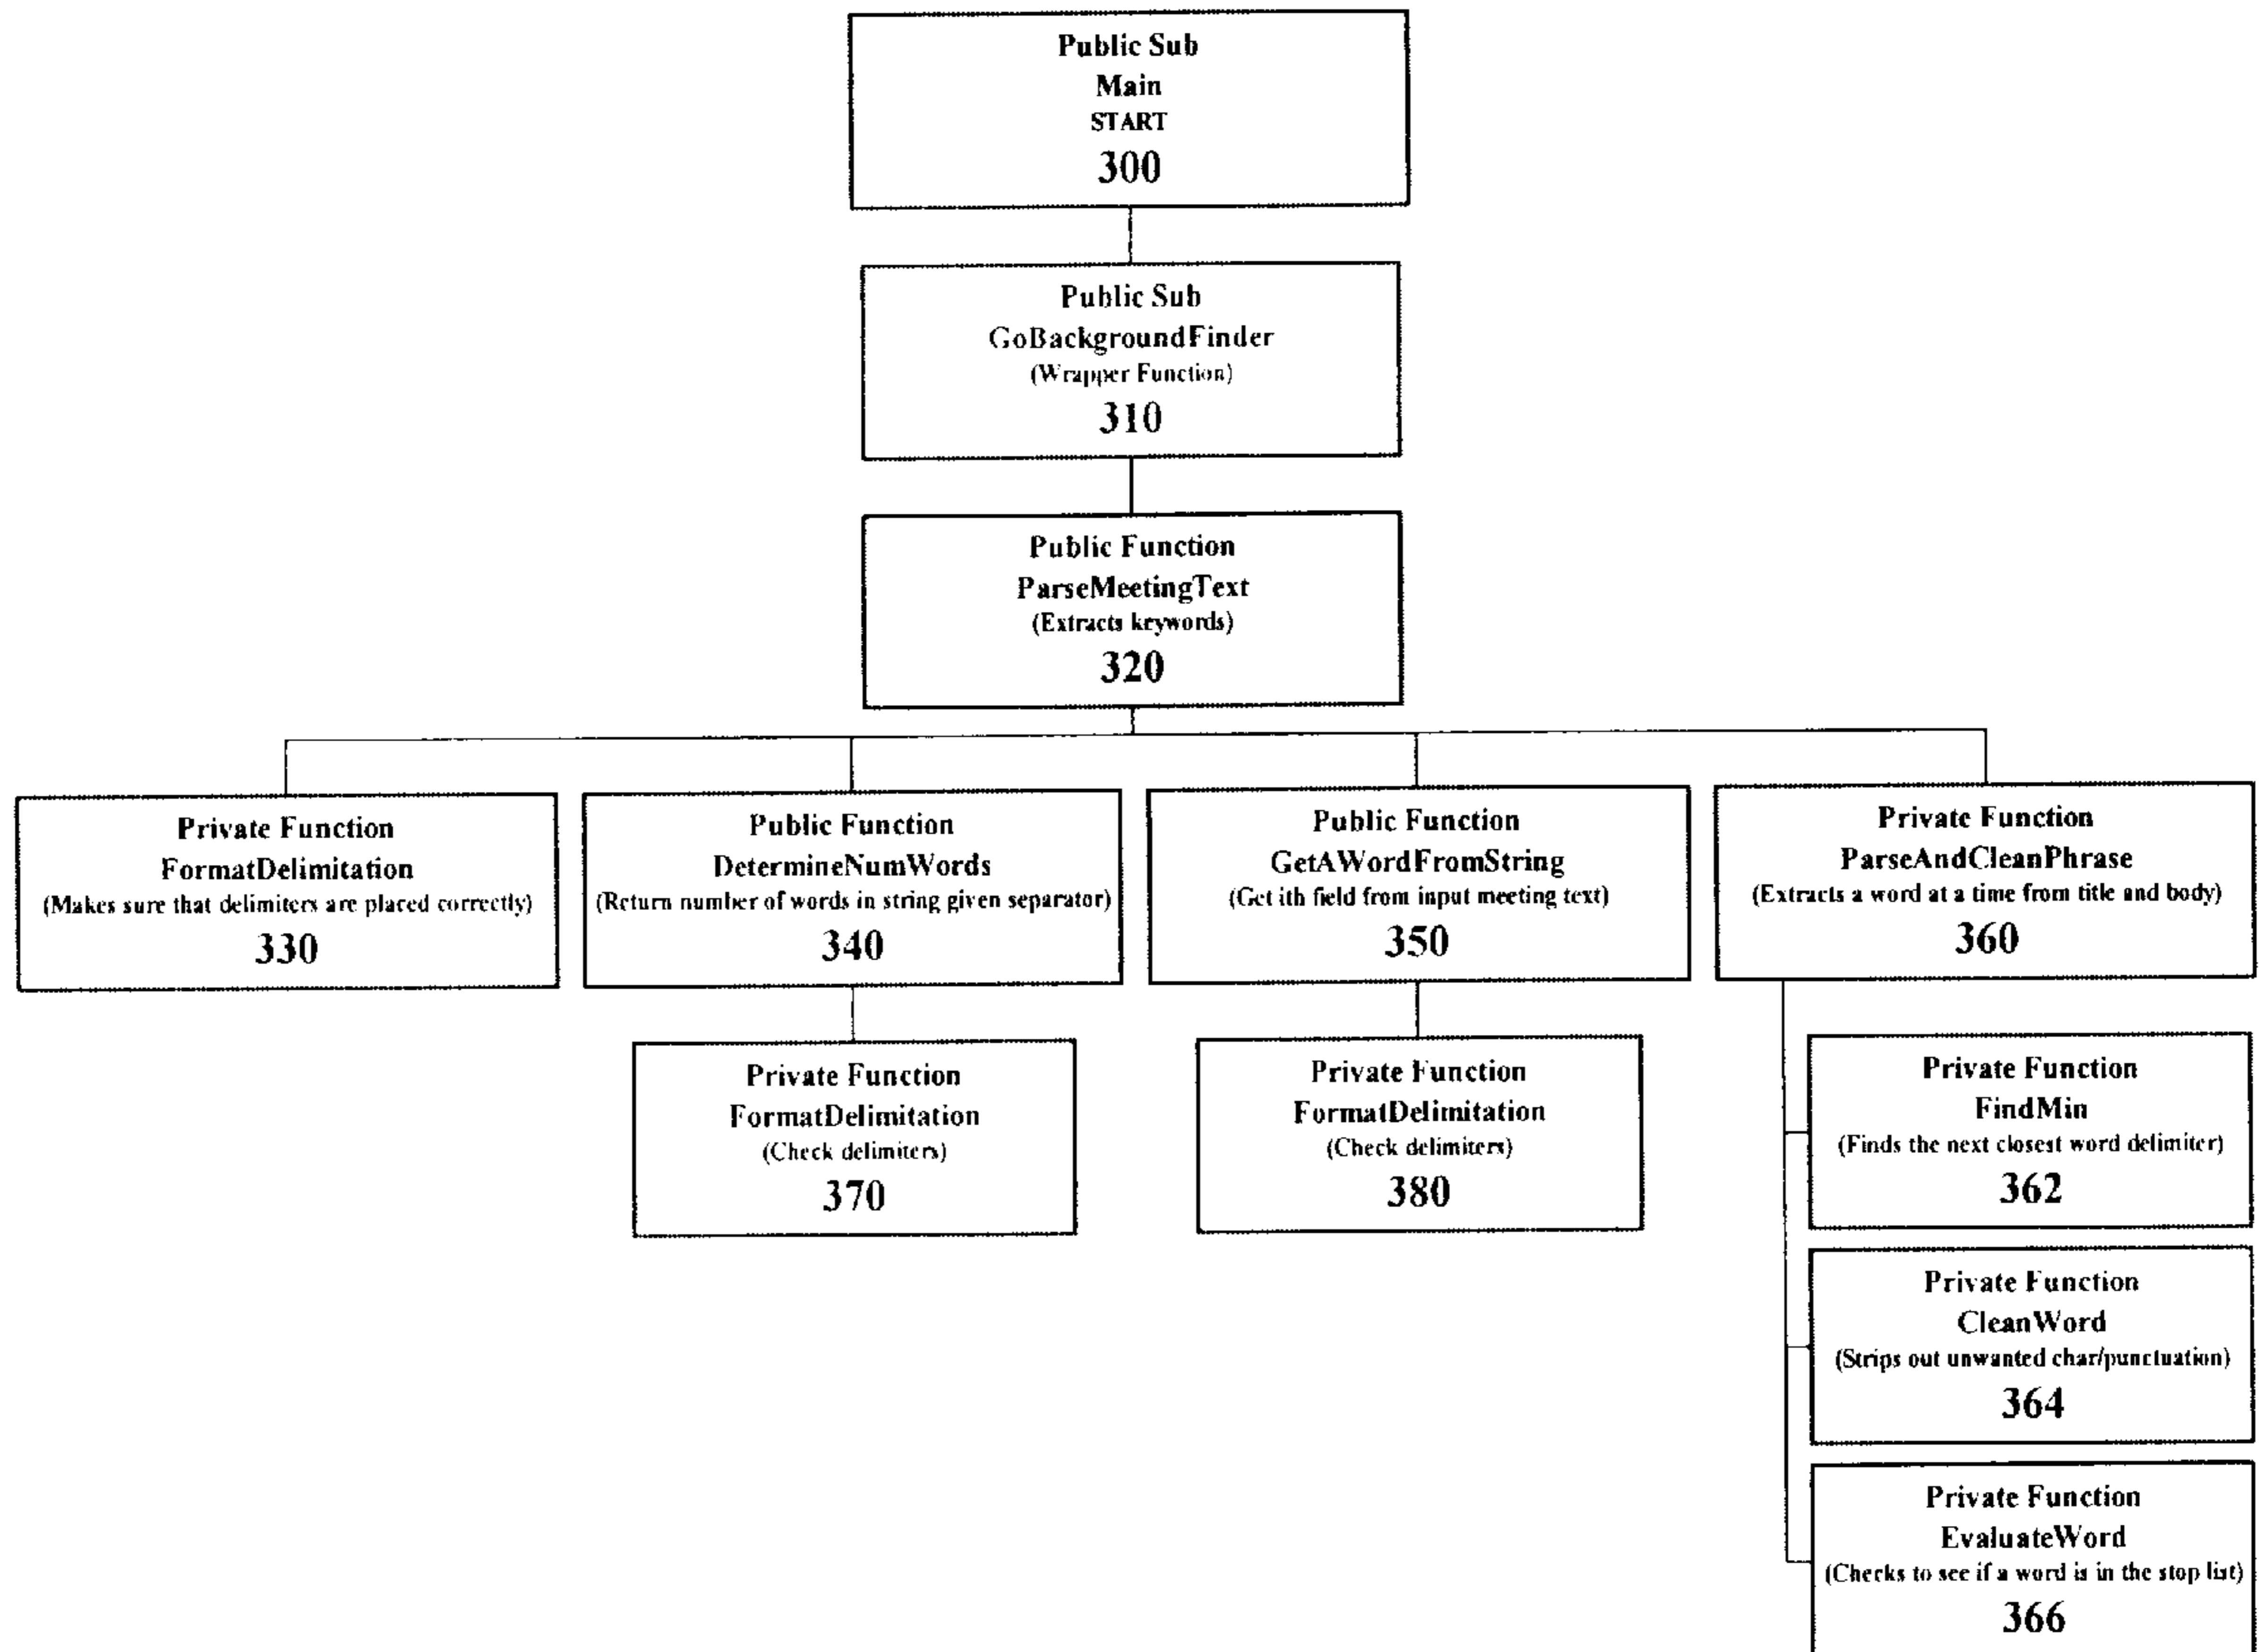 Public Sub
Main
START
300
Public Sub
GoBackgroundFinder
(Wrapper Function)
310
Public Function
ParseMeetingText
(Extracts keywords)
320
Private Function
FormatDelimitation
(Makes sure that delimiters are placed correctly)
330
Public Function
DetermineNumWords
(Return number of words in string given separator)
340
Public Function
GetAWordFromString
(Get ith field from input meeting text)
350
Private Function
ParseAndCleanPhrase
(Extracts a word at a time from title and body)
360
Private Function
FormatDelimitation
(Check delimiters)
370
Private Function
FormatDelimitation
(Check delimiters)
380
Private Function
FindMin
(Finds the next closest word delimiter)
362
Private Function
CleanWord
(Strips out unwanted char/punctuation)
364
Private Function
EvaluateWord
(Checks to see if a word is in the stop list)
366